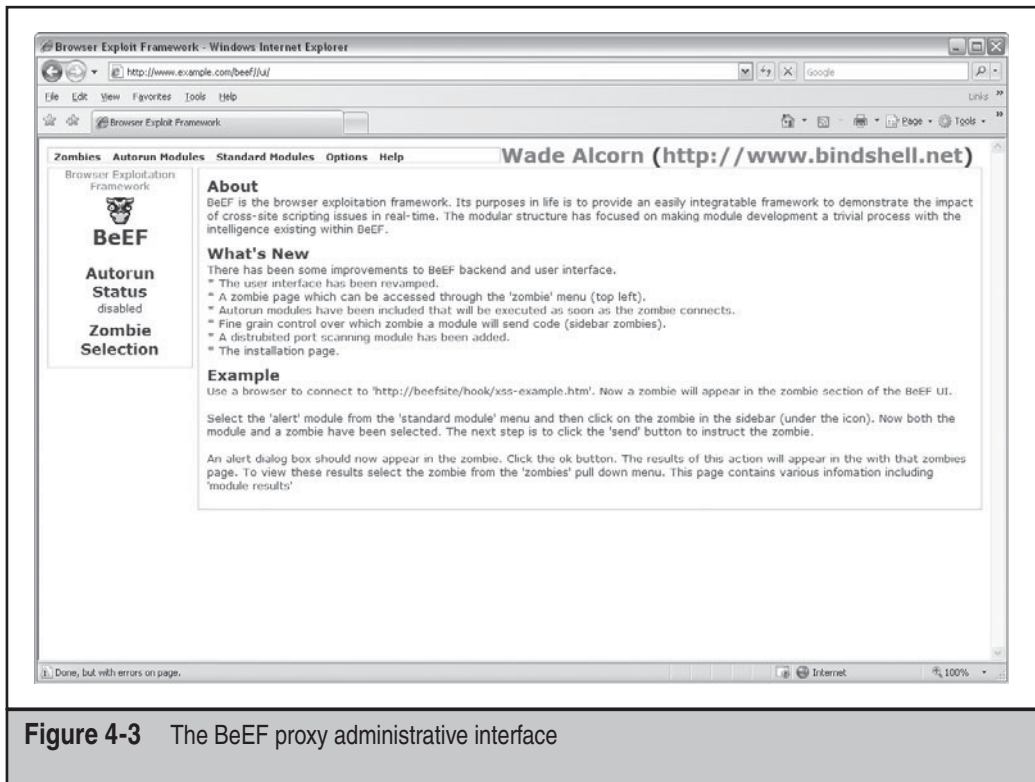 Browser Exploit Framework - Windows Internet Explorer
http://www.example.com/beef//ui/
Google
File Edit View Favorites Tools Help
Links »
Browser Exploit Framework
Page Tools »
Zombies Autorun Modules Standard Modules Options Help
Wade Alcorn (http://www.bindshell.net)
Browser Exploitation
Framework
BeEF
Autorun
Status
disabled
Zombie
Selection
About
BeEF is the browser exploitation framework. Its purposes in life is to provide an easily integratable framework to demonstrate the impact
of cross-site scripting issues in real-time. The modular structure has focused on making module development a trivial process with the
intelligence existing within BeEF.
What's New
There has been some improvements to BeEF backend and user interface.
* The user interface has been revamped.
* A zombie page which can be accessed through the 'zombie' menu (top left).
* Autorun modules have been included that will be executed as soon as the zombie connects.
* Fine grain control over which zombie a module will send code (sidebar zombies).
* A distrubited port scanning module has been added.
* The installation page.
Example
Use a browser to connect to 'http://beefsite/hook/xss-example.htm'. Now a zombie will appear in the zombie section of the BeEF UI.
Select the 'alert' module from the 'standard module' menu and then click on the zombie in the sidebar (under the icon). Now both the
module and a zombie have been selected. The next step is to click the 'send' button to instruct the zombie.
An alert dialog box should now appear in the zombie. Click the ok button. The results of this action will appear in the with that zombies
page. To view these results select the zombie from the 'zombies' pull down menu. This page contains various infomation including
'module results'
Done, but with errors on page.
Internet
100%
Figure 4-3 The BeEF proxy administrative interface